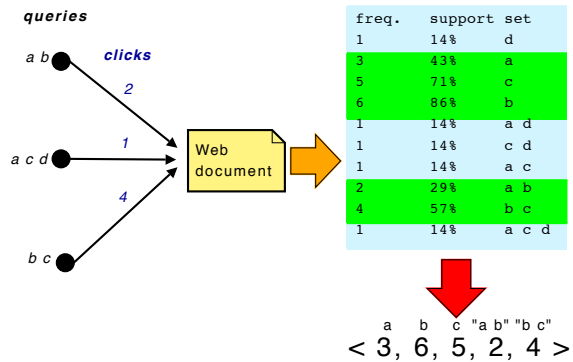 queries
clicks
a b
2
a c d
1
4
b c
Web
document
freq. support set
1 14% d
3 43% a
5 71% c
6 86% b
1 14% a d
1 14% c d
1 14% a c
2 29% a b
4 57% b c
1 14% a c d
a b c "a b" "b c"
< 3, 6, 5, 2, 4 >